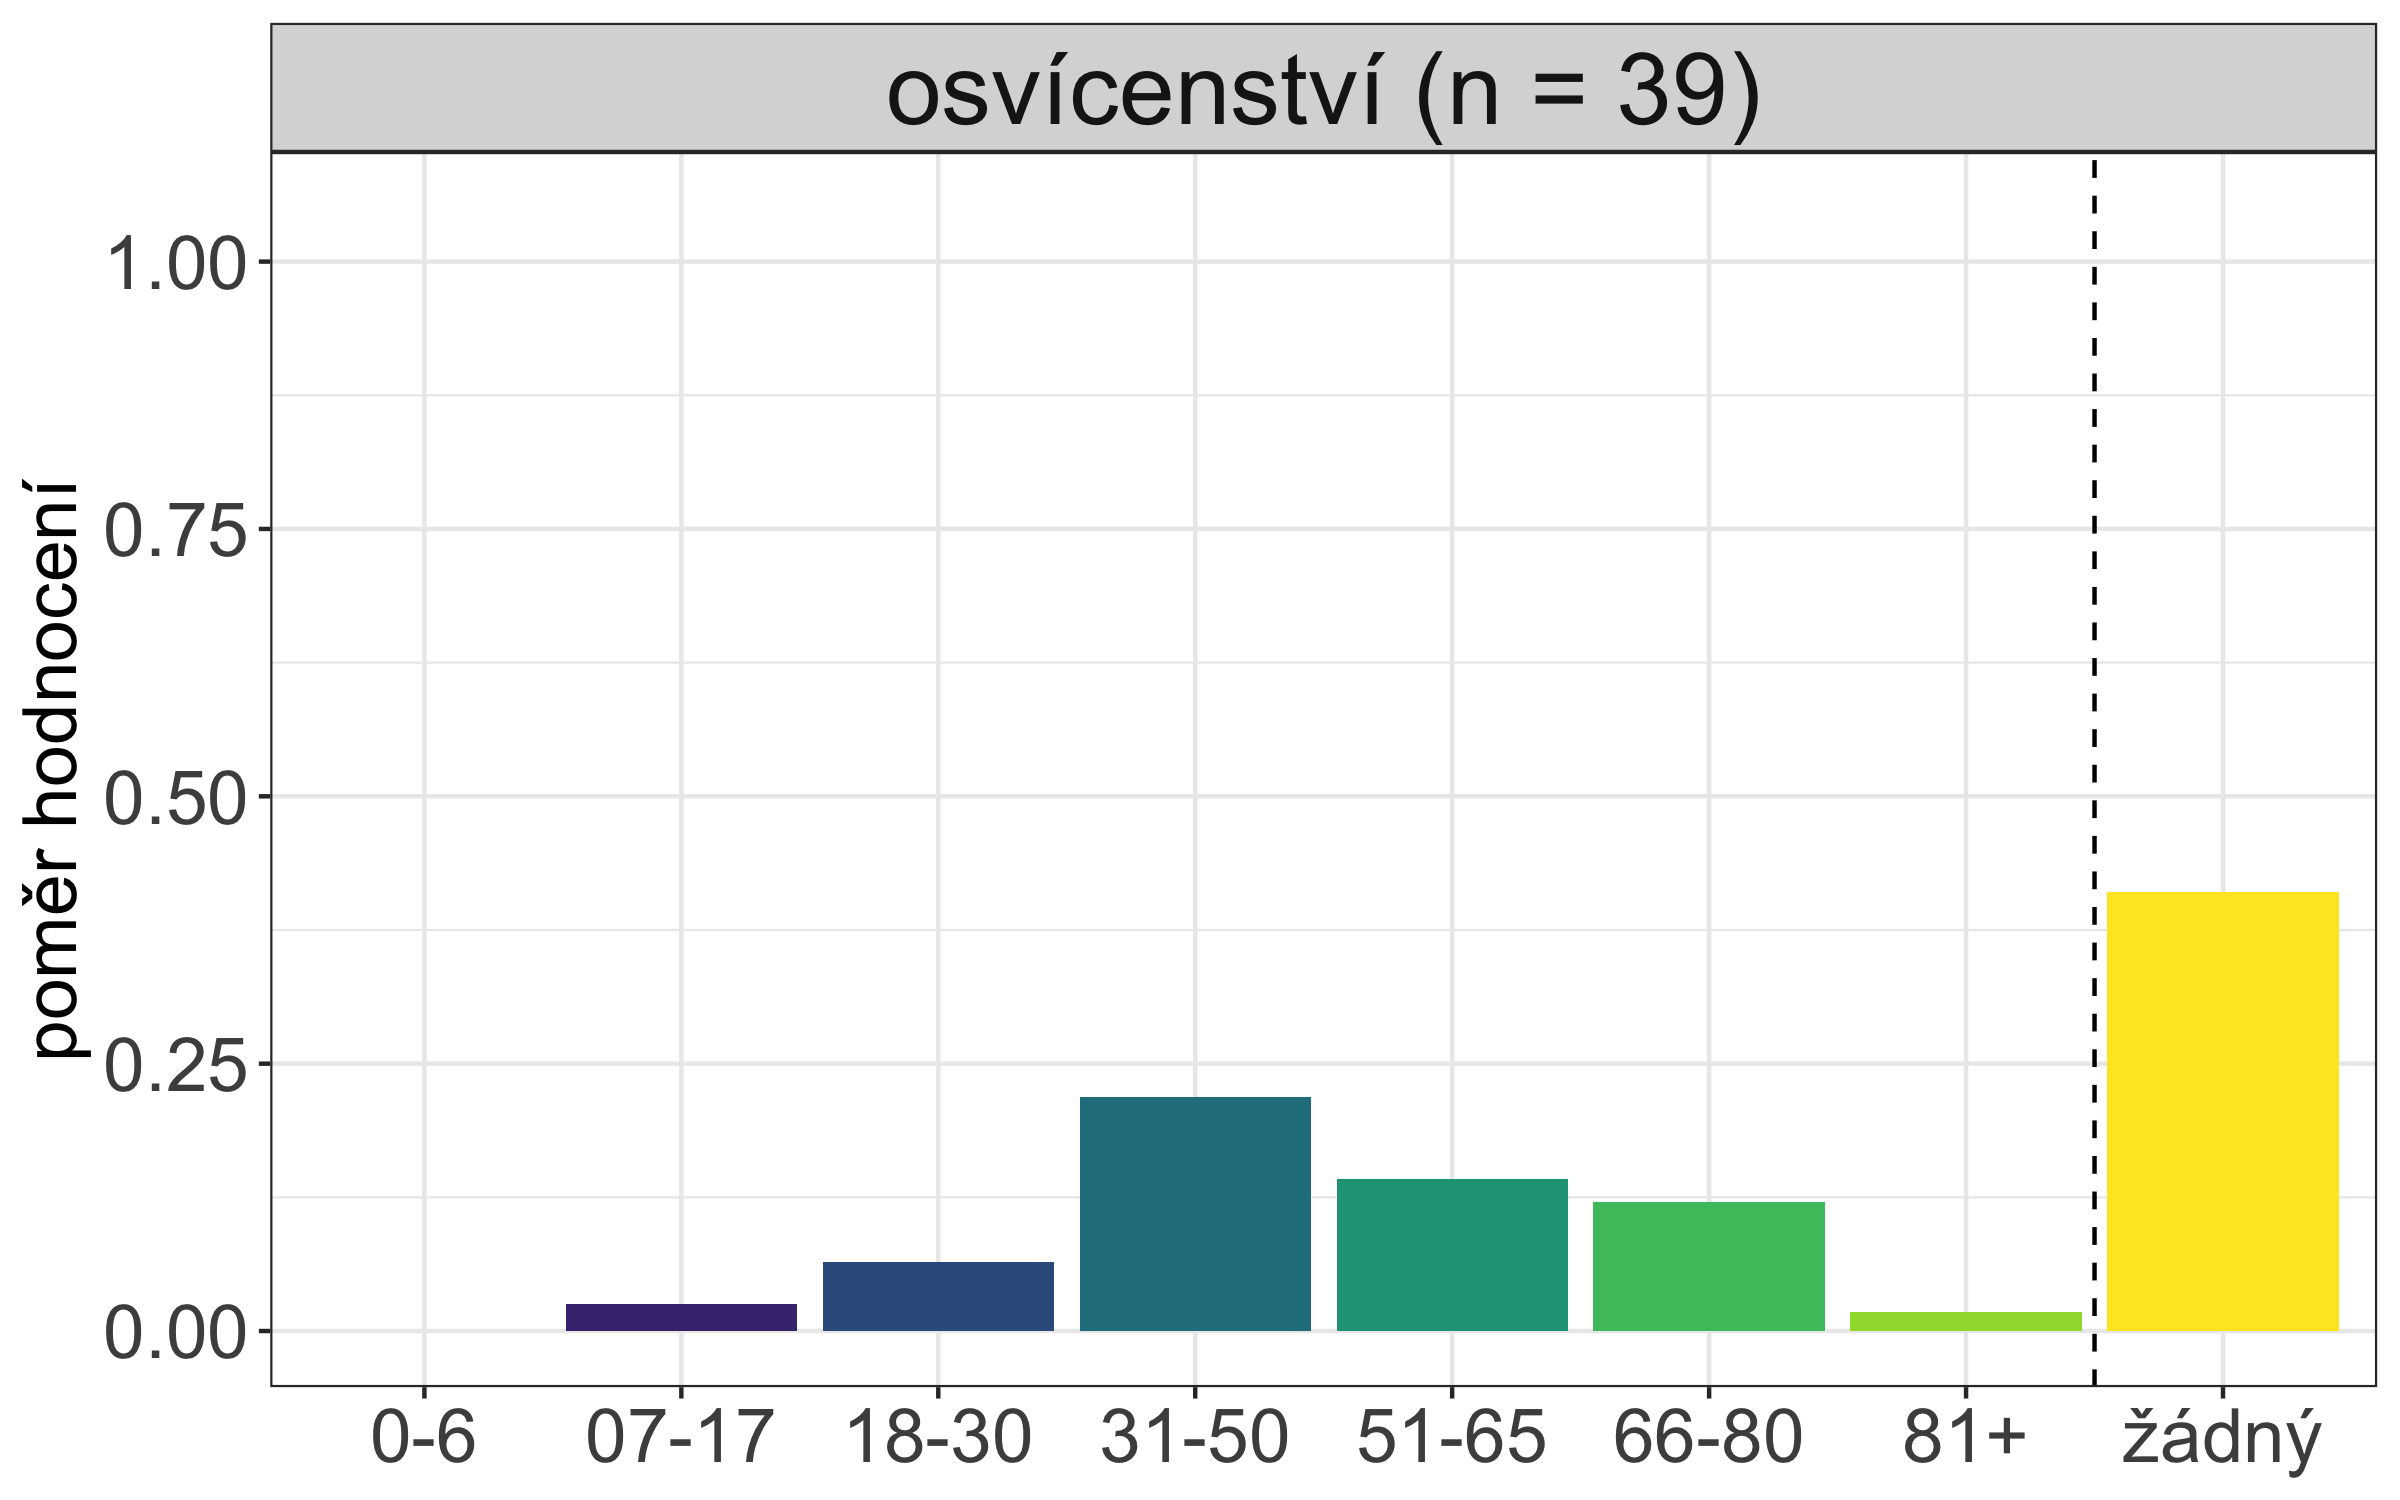 osvícenství (n = 39)
poměr hodnocení
1.00
0.75
0.50
0.25
0.00
0-6 07-17 18-30 31-50 51-65 66-80 81+ žádný